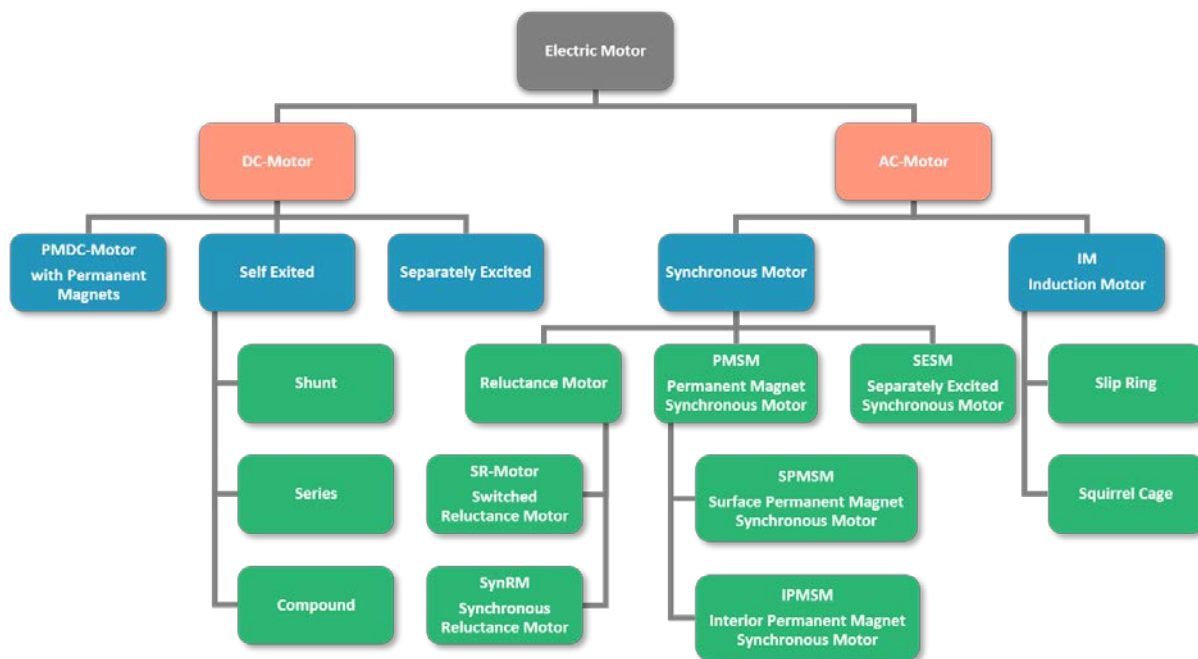 Electric Motor
DC-Motor
AC-Motor
PMDC-Motor
with Permanent
Magnets
Self Exited
Separately Excited
Synchronous Motor
IM
Induction Motor
Shunt
Reluctance Motor
PMSM
Permanent Magnet
Synchronous Motor
SESM
Separately Excited
Synchronous Motor
Slip Ring
Series
SR-Motor
Switched
Reluctance Motor
SPMSM
Surface Permanent Magnet
Synchronous Motor
Squirrel Cage
Compound
SynRM
Synchronous
Reluctance Motor
IPMSM
Interior Permanent Magnet
Synchronous Motor